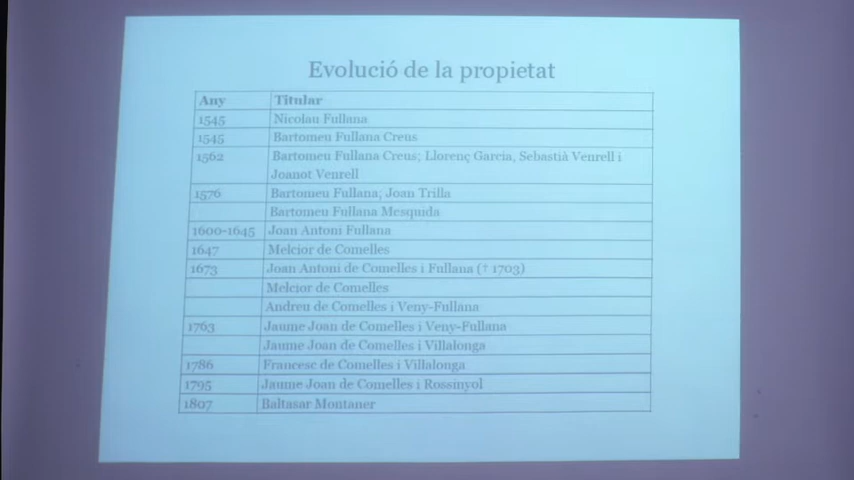 Evolució de la propietat
Any Titular
1545 Nicolau Fullana
1545 Bartomeu Fullana Creus
1562 Bartomeu Fullana Creus; Llorenç Garcia, Sebastià Venrell i
Joanot Venrell
1576 Bartomeu Fullana; Joan Trilla
Bartomeu Fullana Mesquida
1600-1645 Joan Antoni Fullana
1647 Melcior de Comelles
1673 Joan Antoni de Comelles i Fullana († 1703)
Melcior de Comelles
Andreu de Comelles i Veny-Fullana
1763 Jaume Joan de Comelles i Veny-Fullana
Jaume Joan de Comelles i Villalonga
1786 Francesc de Comelles i Villalonga
1795 Jaume Joan de Comelles i Rossinyol
1807 Baltasar Montaner